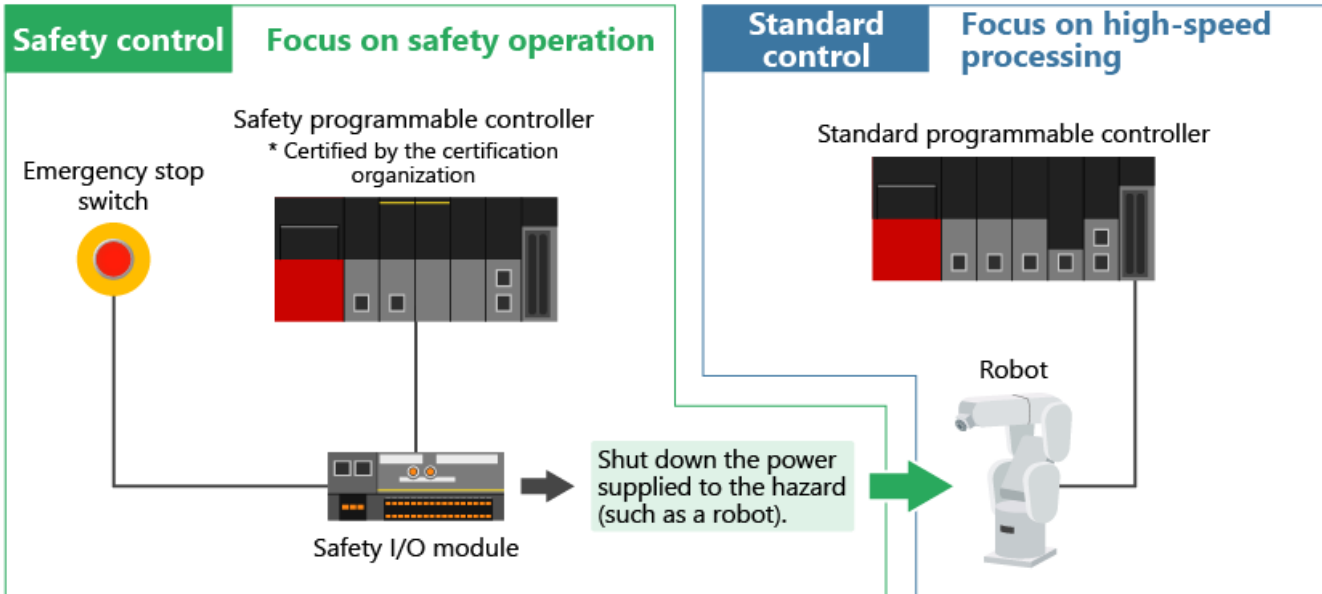 Safety control
Focus on safety operation
Safety programmable controller
* Certified by the certification
organization
Emergency stop
switch
Safety I/O module
Shut down the power
supplied to the hazard
(such as a robot).
Standard
control
Focus on high-speed
processing
Standard programmable controller
Robot